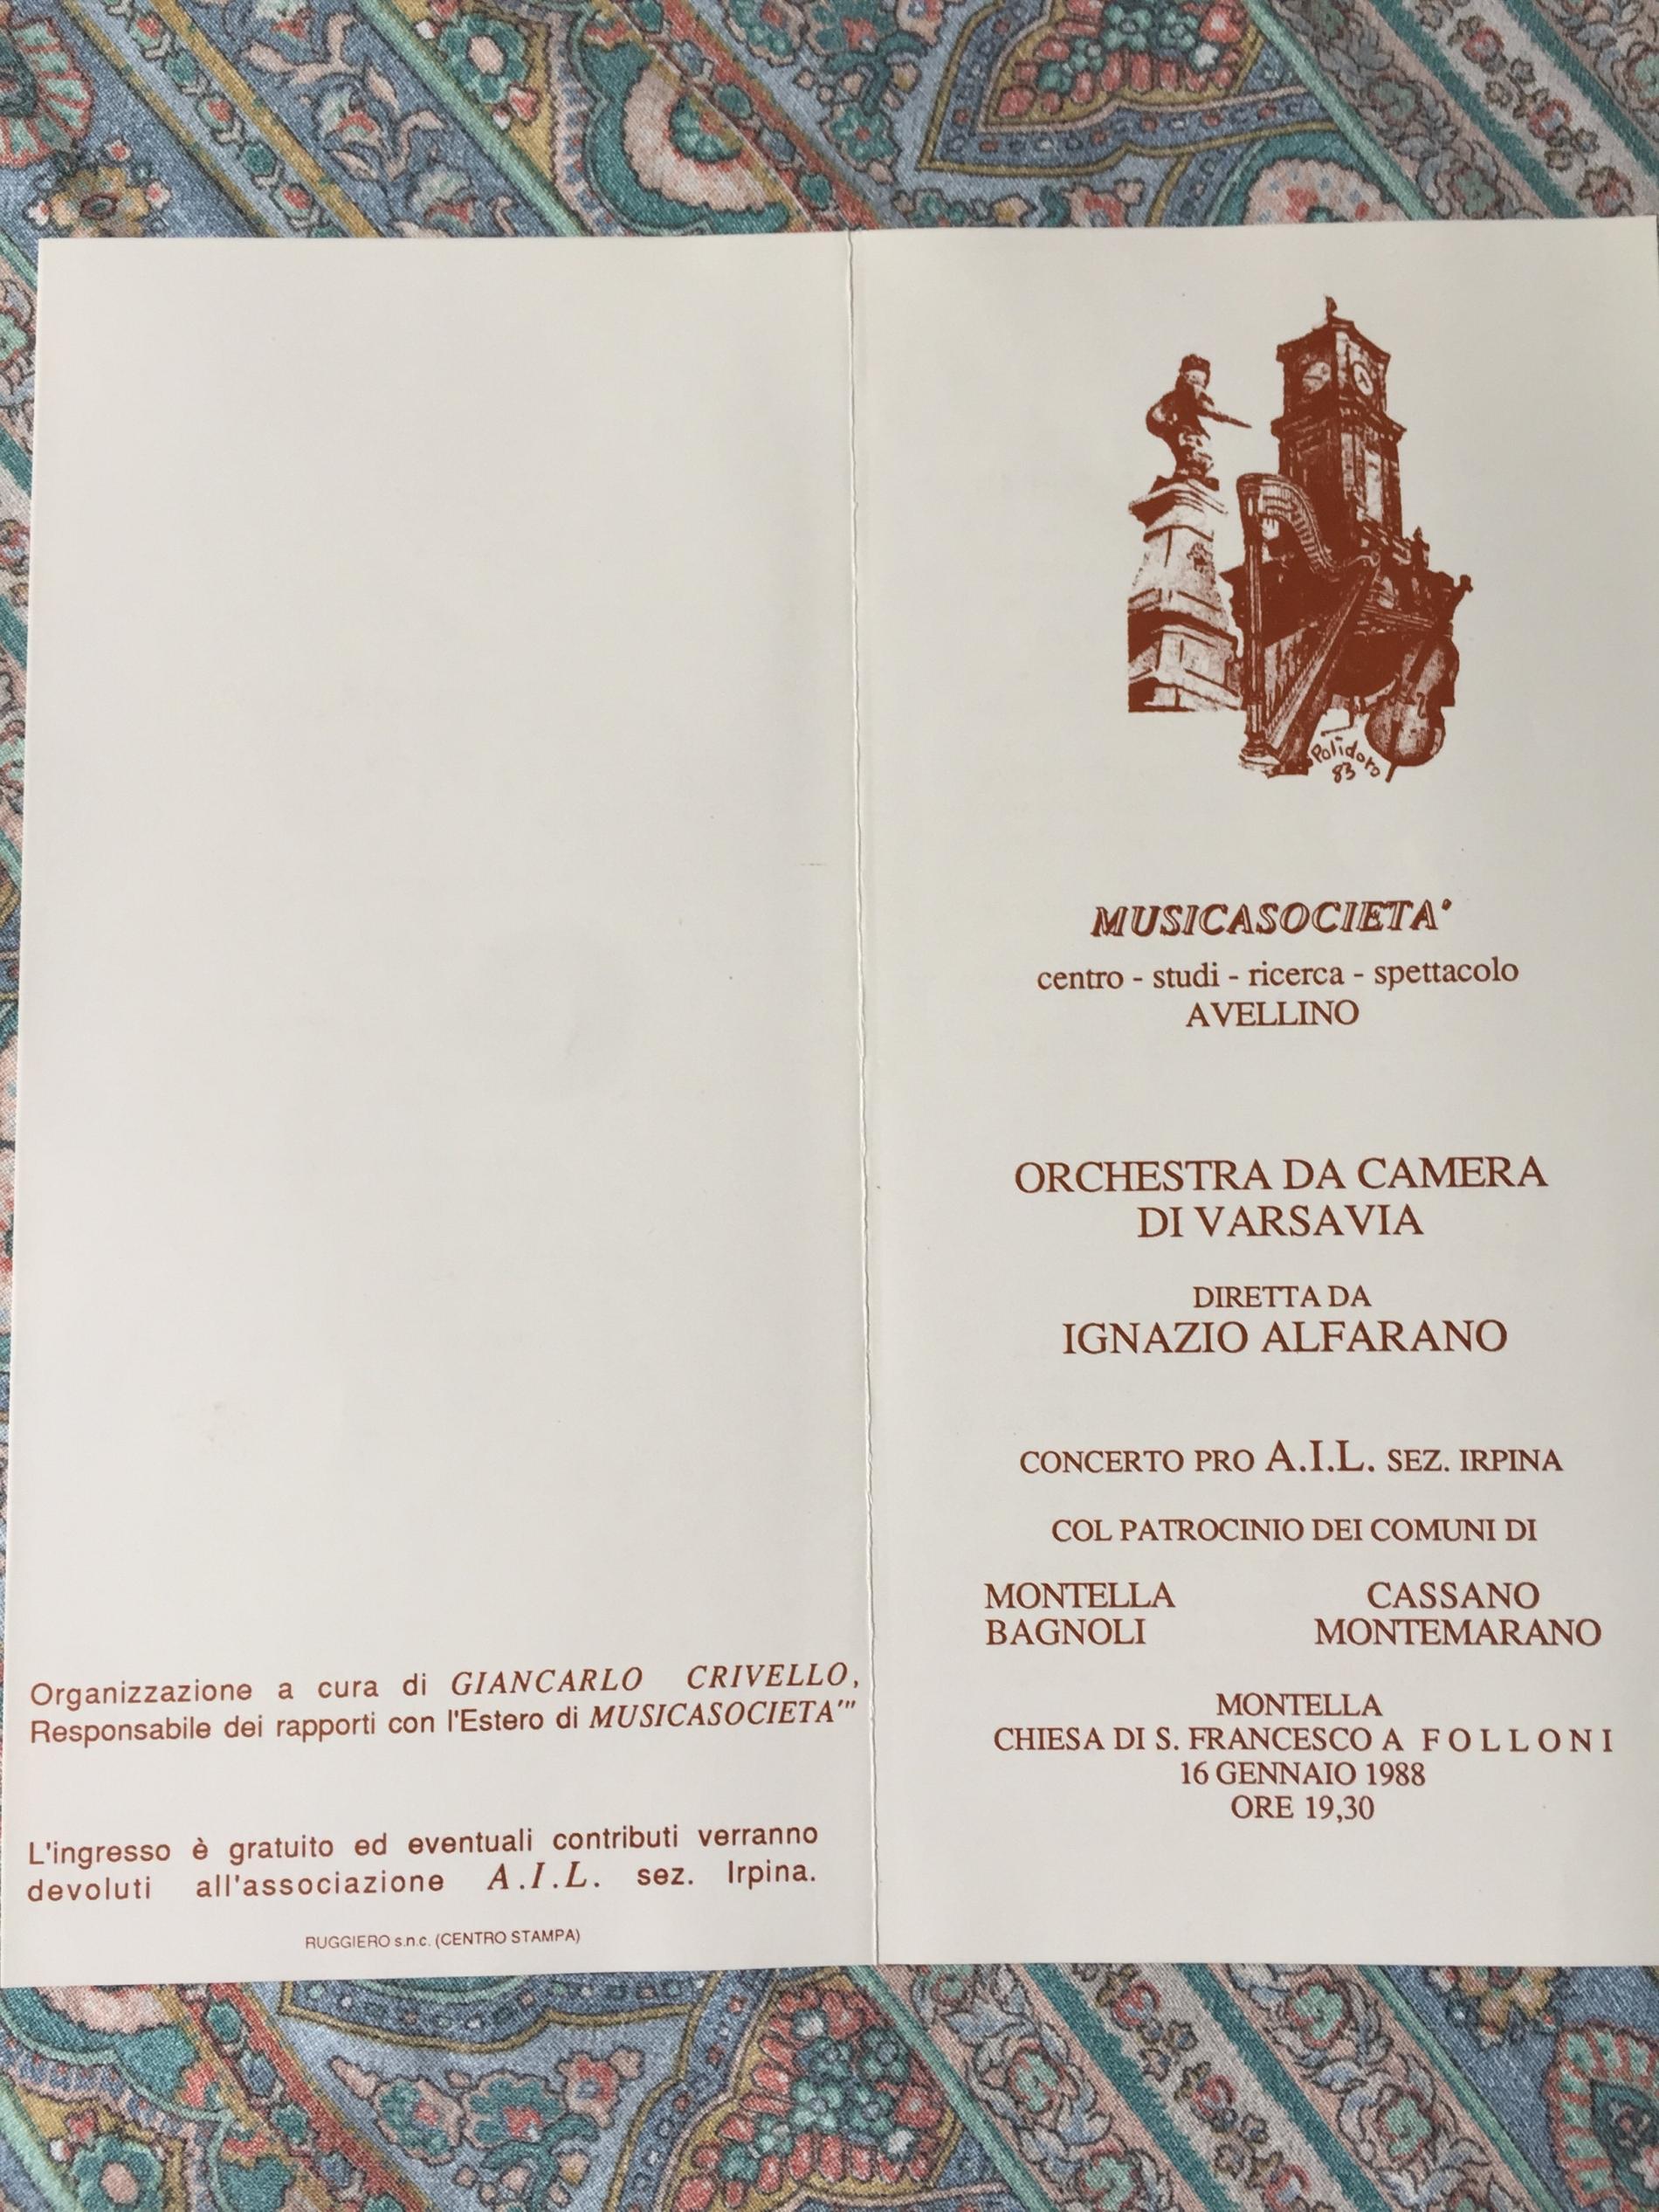 Organizzazione a cura di GIANCARLO CRIVELLO,
Responsabile dei rapporti con l'Estero di MUSICASOCIETA'"
L'ingresso è gratuito ed eventuali contributi verranno
devoluti all'associazione A.I.L. sez. Irpina.
RUGGIERO s.n.c. (CENTRO STAMPA)
Polidoro
83
MUSICASOCIETA'
centro - studi - ricerca - spettacolo
AVELLINO
ORCHESTRA DA CAMERA
DI VARSAVIA
DIRETTA DA
IGNAZIO ALFARANO
CONCERTO PRO A.I.L. SEZ. IRPINA
COL PATROCINIO DEI COMUNI DI
MONTELLA CASSANO
BAGNOLI MONTEMARANO
MONTELLA
CHIESA DI S. FRANCESCO A FOLLONI
16 GENNAIO 1988
ORE 19,30